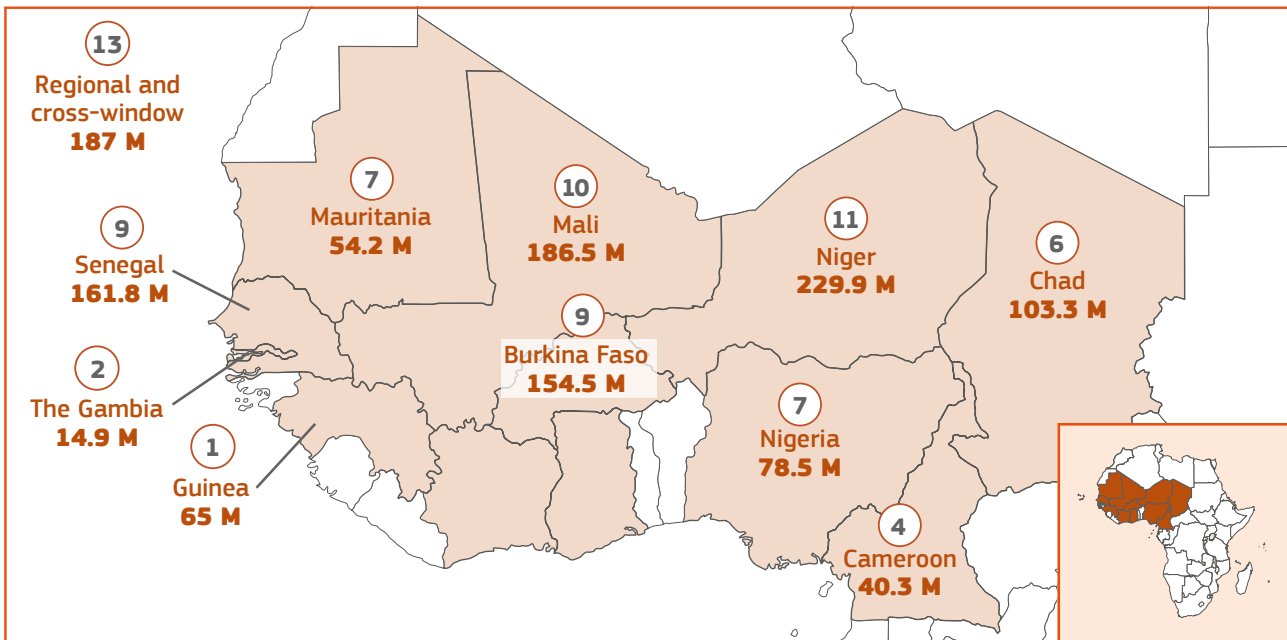 13
Regional and
cross-window
187 M
7
Mauritania
54.2 M
10
Mali
186.5 M
11
Niger
229.9 M
6
Chad
103.3 M
9
Senegal
161.8 M
9
Burkina Faso
154.5 M
2
The Gambia
14.9 M
7
Nigeria
78.5 M
1
Guinea
65 M
4
Cameroon
40.3 M